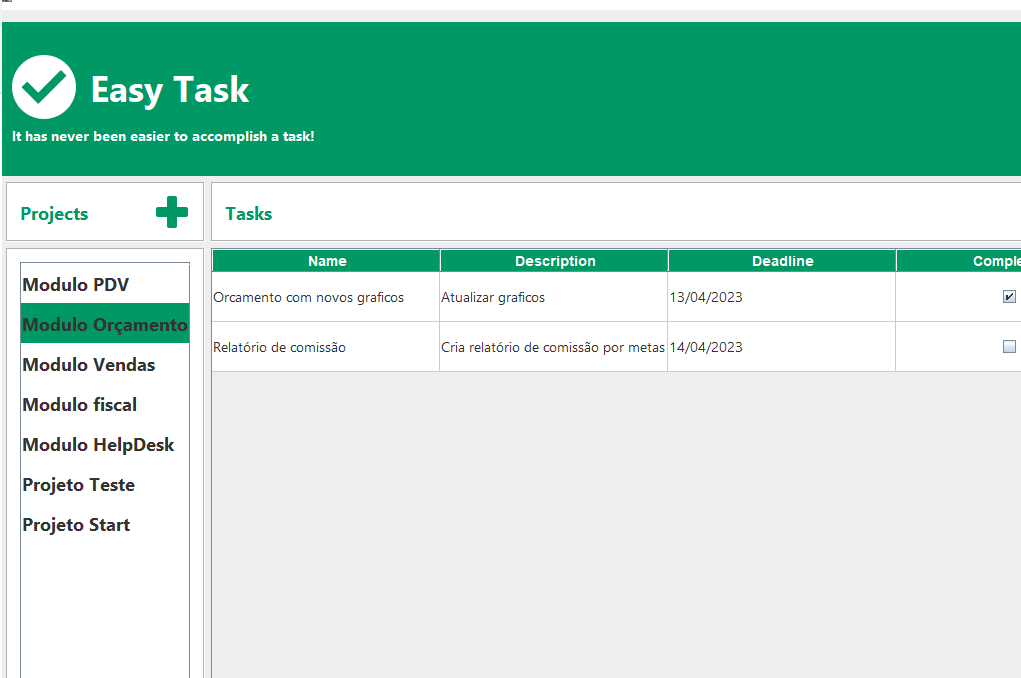 Easy Task
It has never been easier to accomplish a task!
Projects
Tasks
Modulo PDV
Modulo Orçamento
Modulo Vendas
Modulo fiscal
Modulo HelpDesk
Projeto Teste
Projeto Start
Name Description Deadline Comple
Orcamento com novos graficos Atualizar graficos 13/04/2023
Relatório de comissão Cria relatório de comissão por metas 14/04/2023